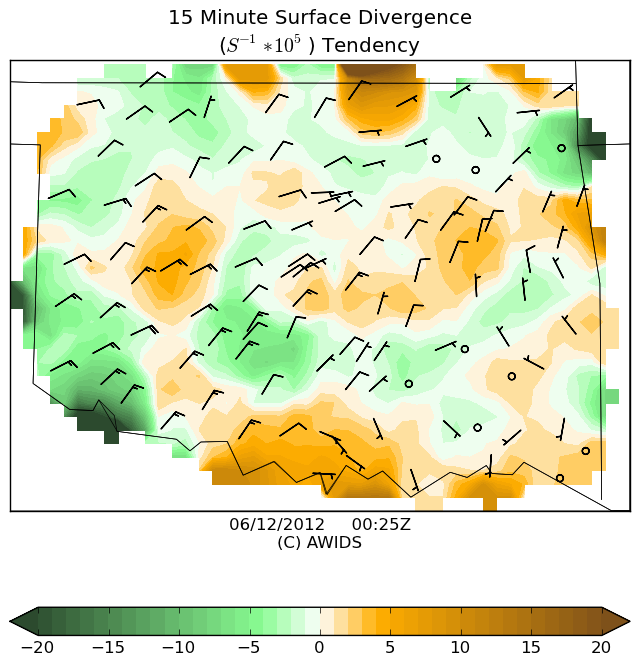 15 Minute Surface Divergence
(S⁻¹ * 10⁵ ) Tendency
06/12/2012 00:25Z
(C) AWIDS
−20 −15 −10 −5 0 5 10 15 20